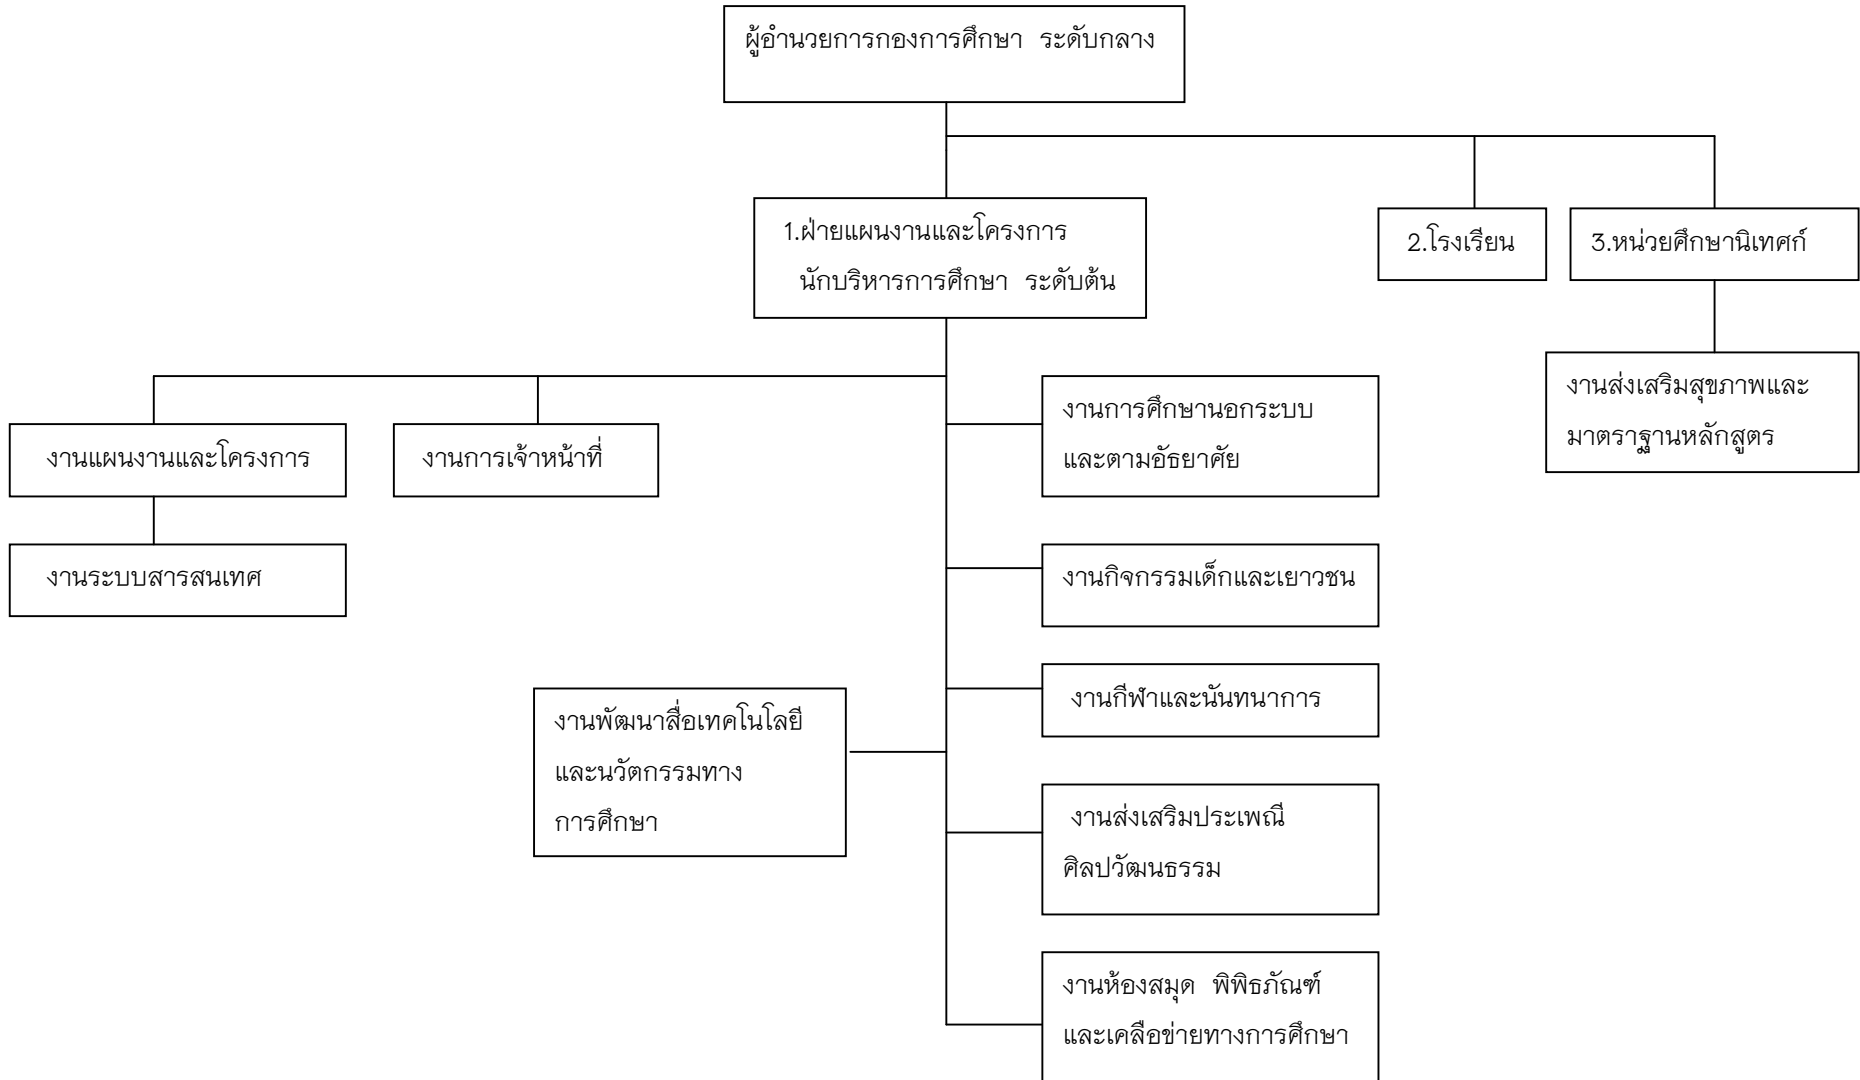 ผู้อำนวยการกองการศึกษา ระดับกลาง
1.ฝ่ายแผนงานและโครงการ
นักบริหารการศึกษา ระดับต้น
2.โรงเรียน
3.หน่วยศึกษานิเทศก์
งานส่งเสริมสุขภาพและ
มาตราฐานหลักสูตร
งานแผนงานและโครงการ
งานการเจ้าหน้าที่
งานการศึกษานอกระบบ
และตามอัธยาศัย
งานระบบสารสนเทศ
งานกิจกรรมเด็กและเยาวชน
งานกีฬาและนันทนาการ
งานพัฒนาสื่อเทคโนโลยี
และนวัตกรรมทาง
การศึกษา
งานส่งเสริมประเพณี
ศิลปวัฒนธรรม
งานห้องสมุด พิพิธภัณฑ์
และเคลือข่ายทางการศึกษา